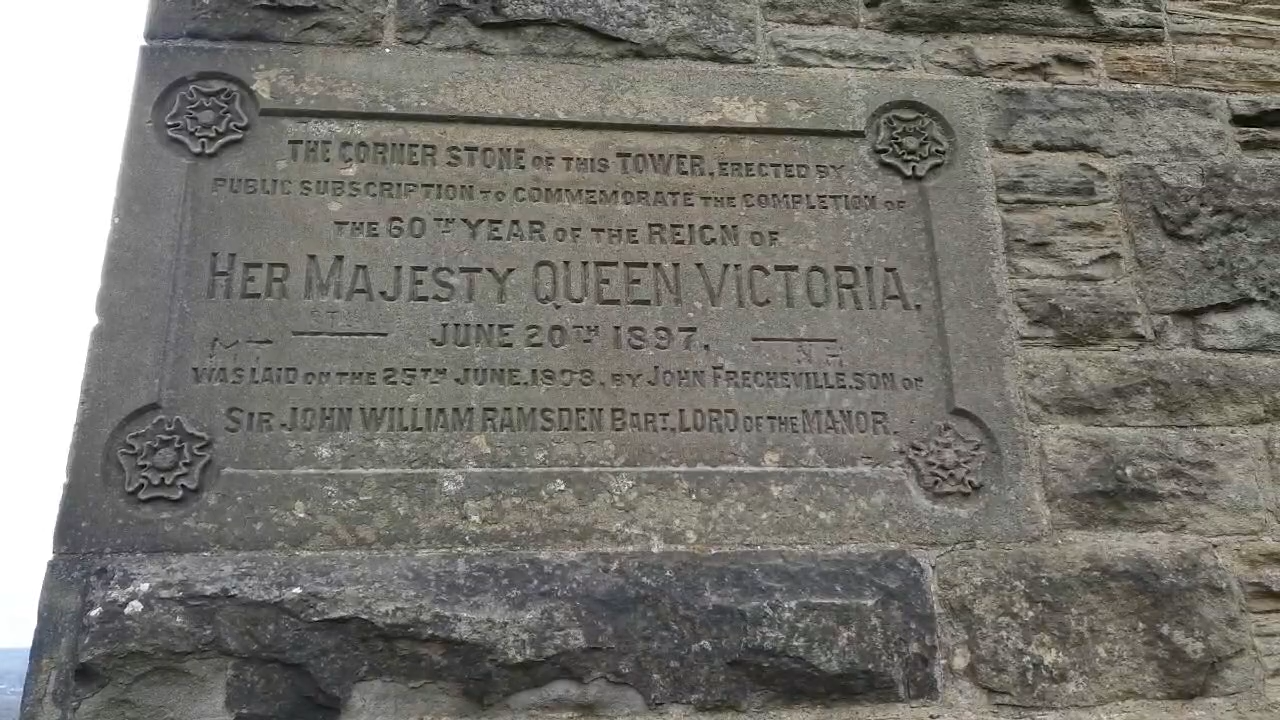 THE CORNER STONE OF THIS TOWER, ERECTED BY
PUBLIC SUBSCRIPTION TO COMMEMORATE THE COMPLETION OF
THE 60TH YEAR OF THE REIGN OF
HER MAJESTY QUEEN VICTORIA.
JUNE 20TH 1897.
WAS LAID ON THE 25TH JUNE, 1898, BY JOHN FRECHEVILLE, SON OF
SIR JOHN WILLIAM RAMSDEN BART., LORD OF THE MANOR.